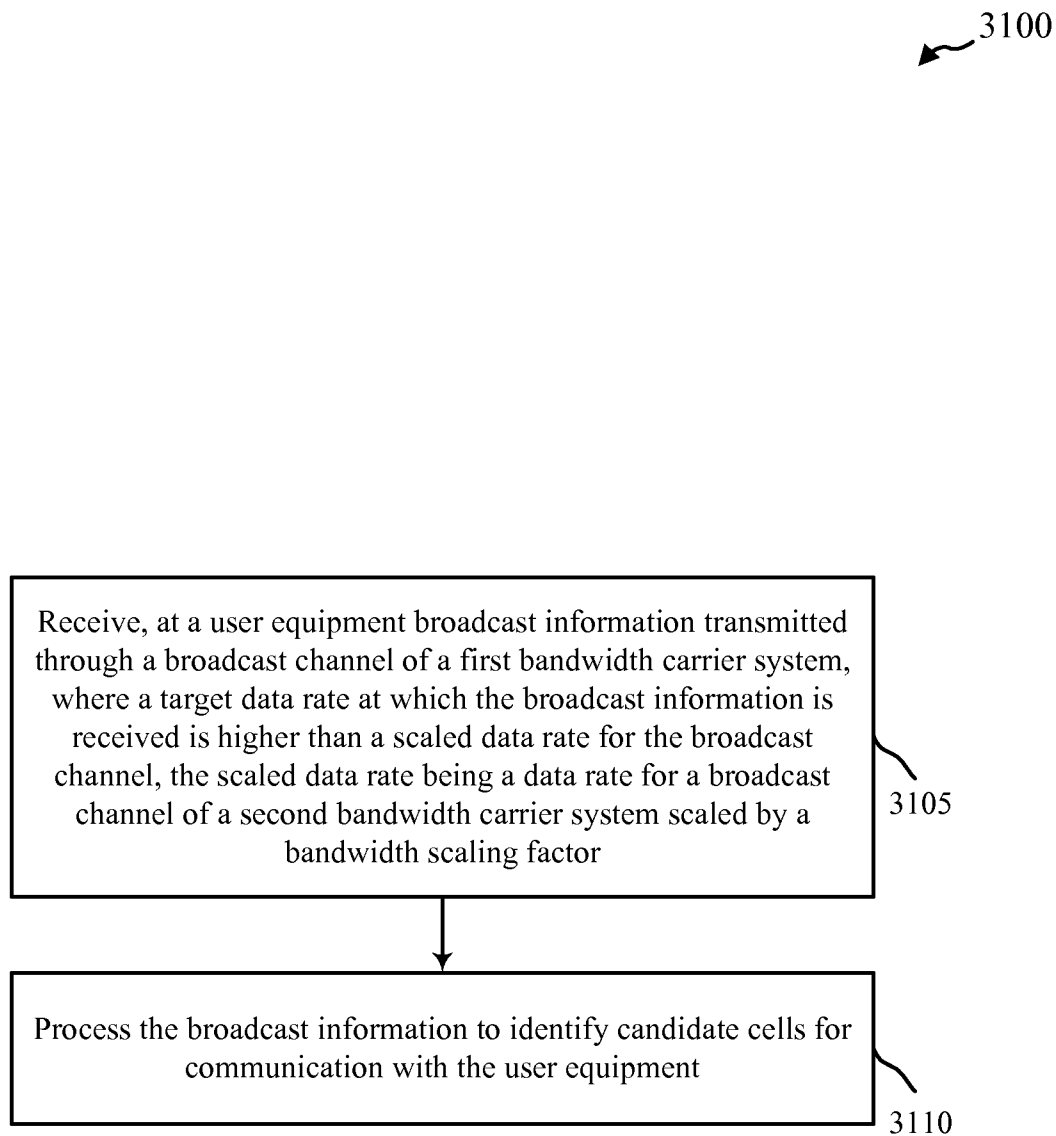 3100
Receive, at a user equipment broadcast information transmitted
through a broadcast channel of a first bandwidth carrier system,
where a target data rate at which the broadcast information is
received is higher than a scaled data rate for the broadcast
channel, the scaled data rate being a data rate for a broadcast
channel of a second bandwidth carrier system scaled by a
bandwidth scaling factor
3105
Process the broadcast information to identify candidate cells for
communication with the user equipment
3110